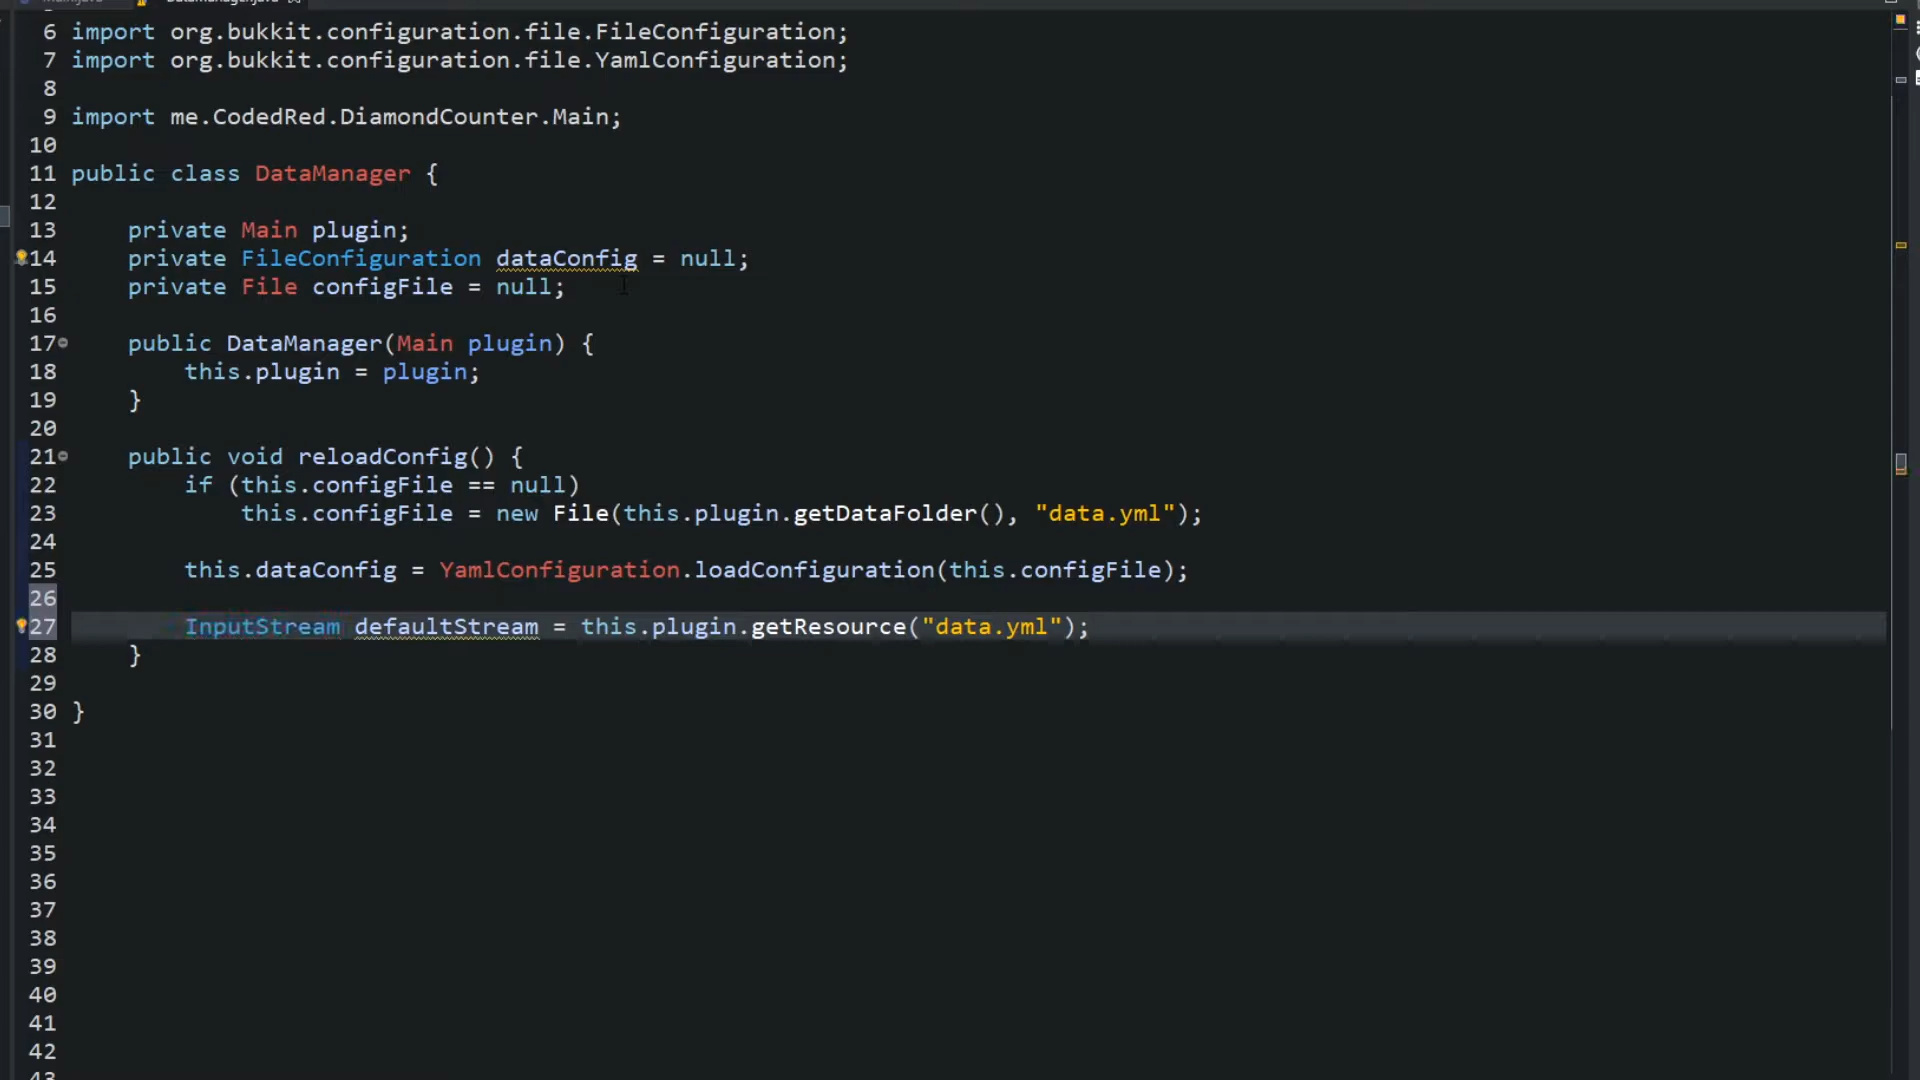 6 import org.bukkit.configuration.file.FileConfiguration;
7 import org.bukkit.configuration.file.YamlConfiguration;
8
9 import me.CodedRed.DiamondCounter.Main;
10
11 public class DataManager {
12
13     private Main plugin;
14     private FileConfiguration dataConfig = null;
15     private File configFile = null;
16
17     public DataManager(Main plugin) {
18         this.plugin = plugin;
19     }
20
21     public void reloadConfig() {
22         if (this.configFile == null)
23             this.configFile = new File(this.plugin.getDataFolder(), "data.yml");
24
25         this.dataConfig = YamlConfiguration.loadConfiguration(this.configFile);
26
27         InputStream defaultStream = this.plugin.getResource("data.yml");
28     }
29
30 }
31
32
33
34
35
36
37
38
39
40
41
42
43